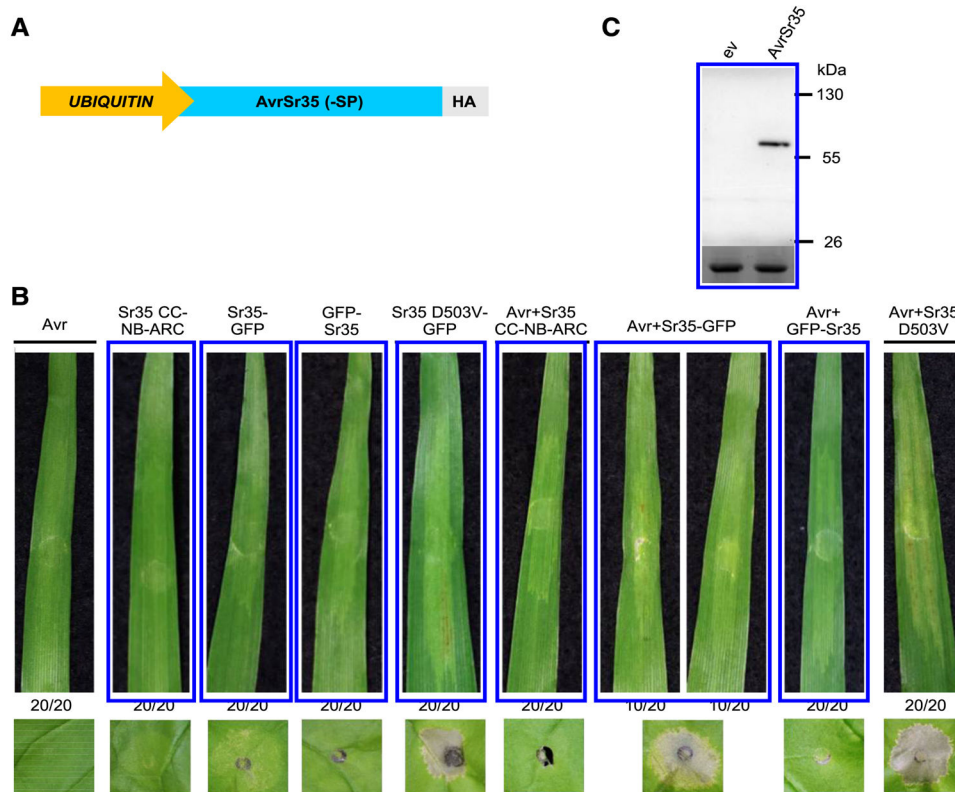 A
UBIQUITIN AvrSr35 (-SP) HA
C
ev AvrSr35
kDa
130
55
26
B
Avr
Sr35 CC-
NB-ARC
Sr35-
GFP
GFP-
Sr35
Sr35 D503V-
GFP
Avr+Sr35
CC-NB-ARC
Avr+Sr35-GFP
Avr+
GFP-Sr35
Avr+Sr35
D503V
20/20 20/20 20/20 20/20 20/20 20/20 10/20 10/20 20/20 20/20